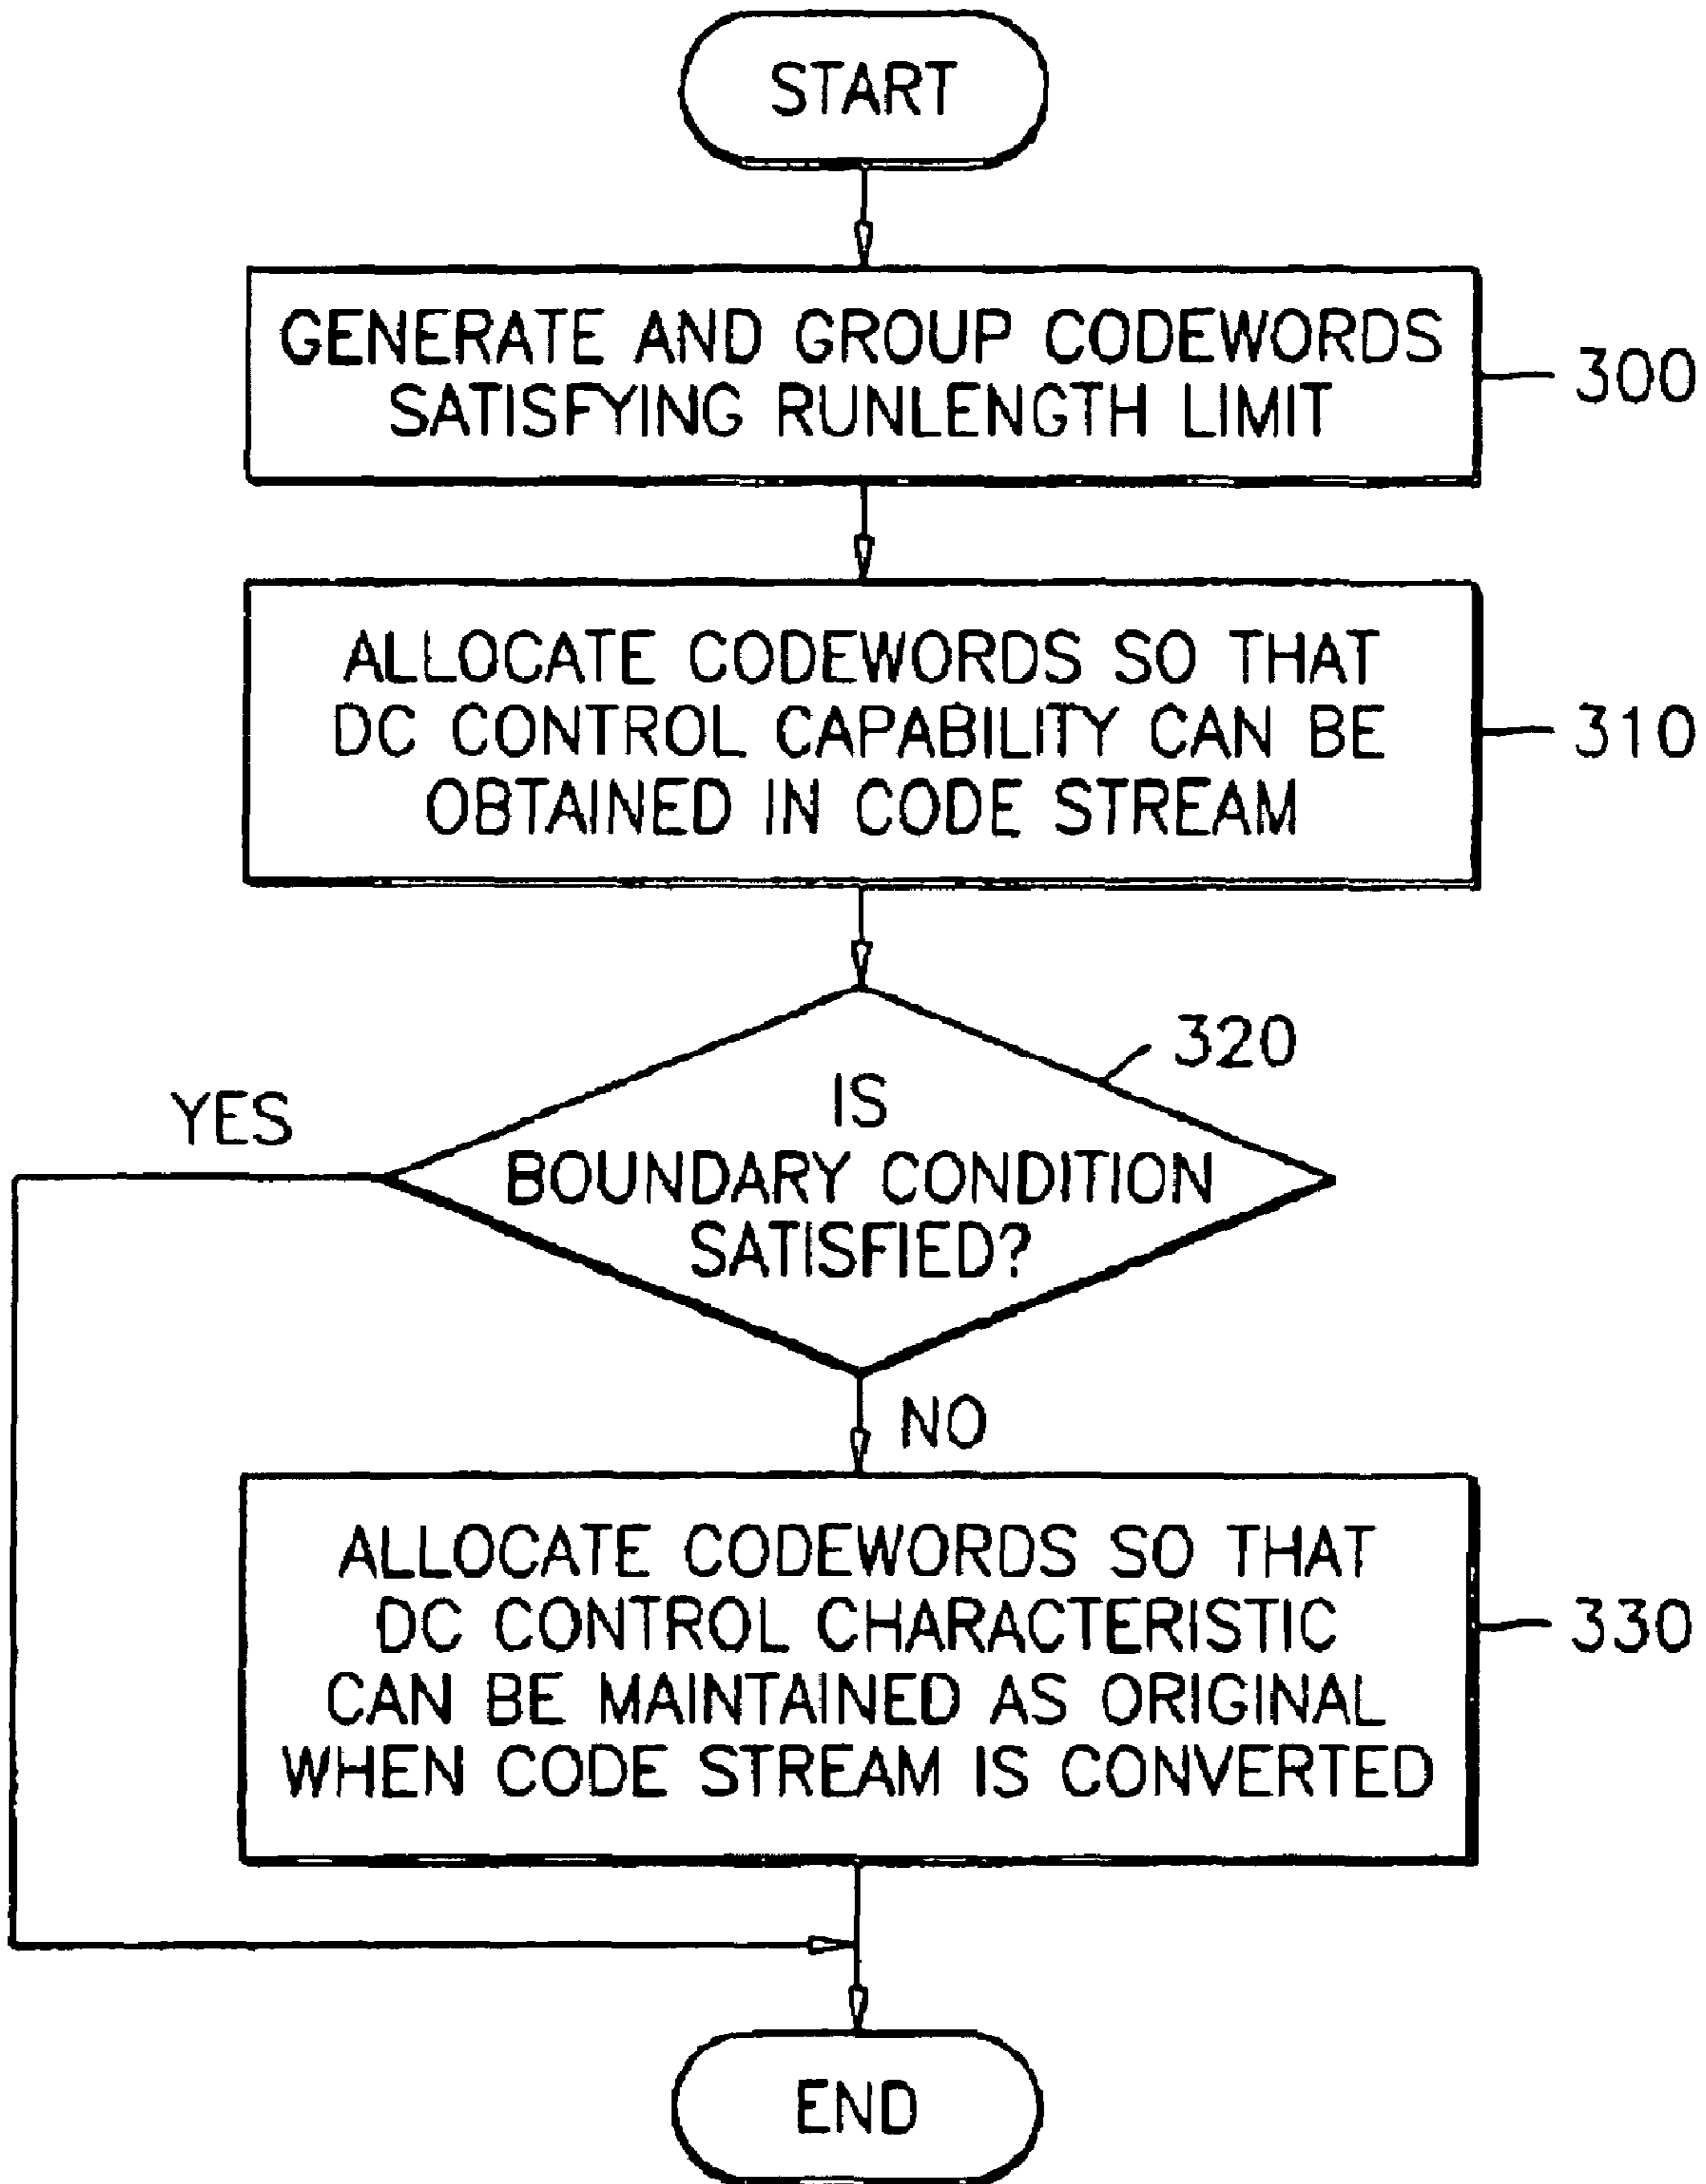 START
GENERATE AND GROUP CODEWORDS
SATISFYING RUNLENGTH LIMIT
300
ALLOCATE CODEWORDS SO THAT
DC CONTROL CAPABILITY CAN BE
OBTAINED IN CODE STREAM
310
320
IS
BOUNDARY CONDITION
SATISFIED?
YES
NO
ALLOCATE CODEWORDS SO THAT
DC CONTROL CHARACTERISTIC
CAN BE MAINTAINED AS ORIGINAL
WHEN CODE STREAM IS CONVERTED
330
END